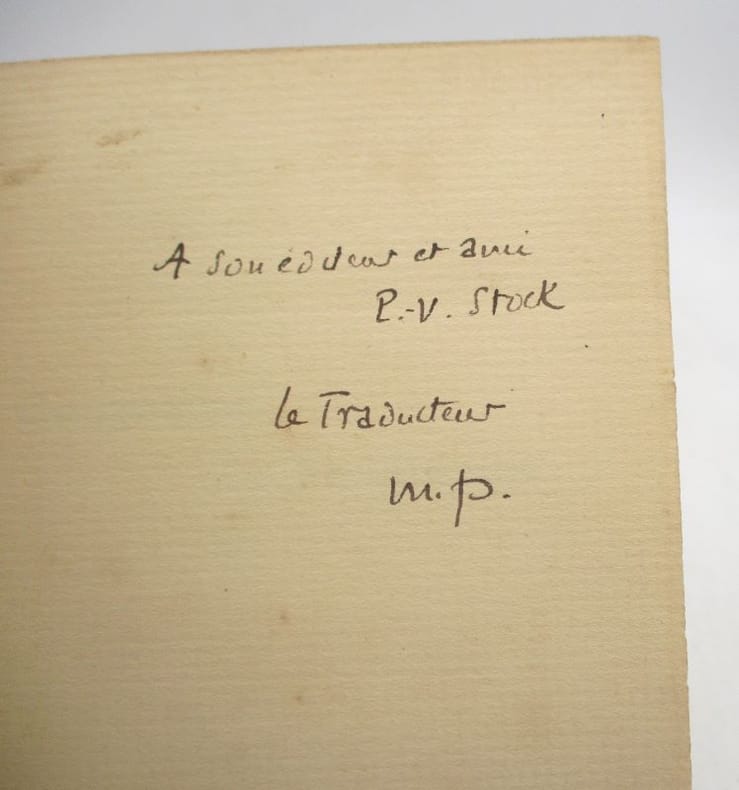 A son éditeur et ami
P.-V. Stock
Le Traducteur
m.p.